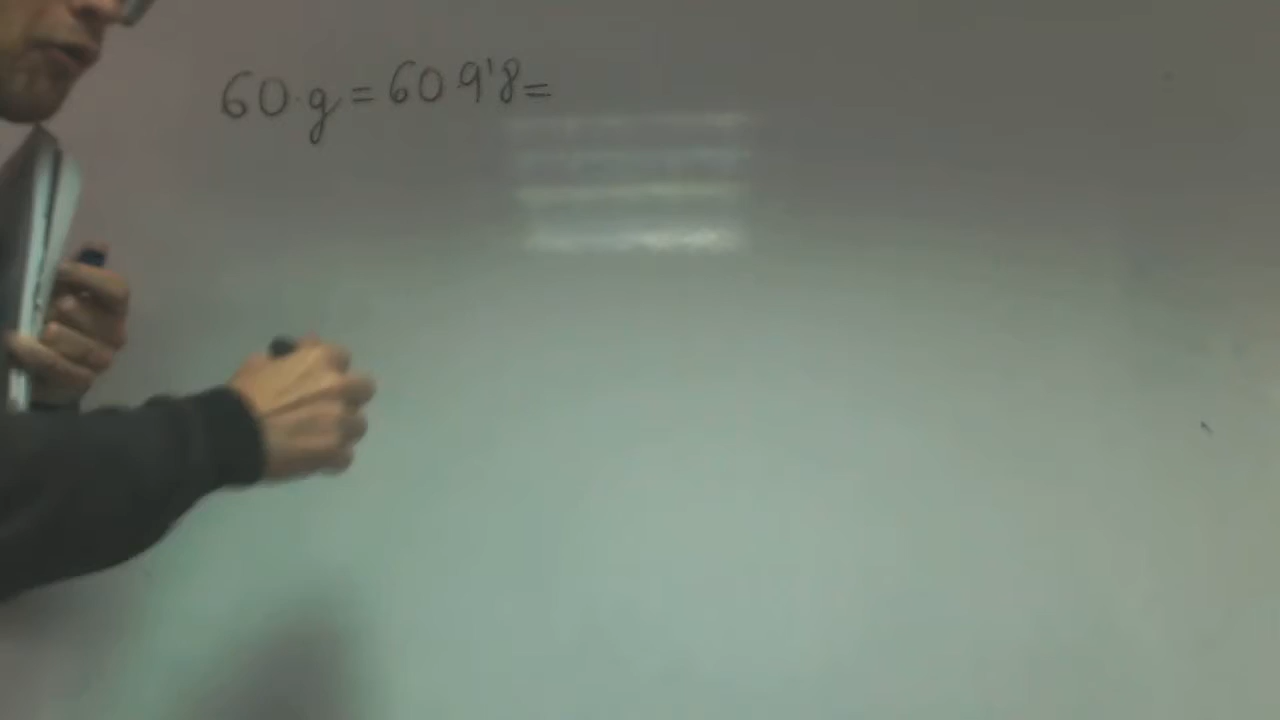 60·g = 60 9'8 =